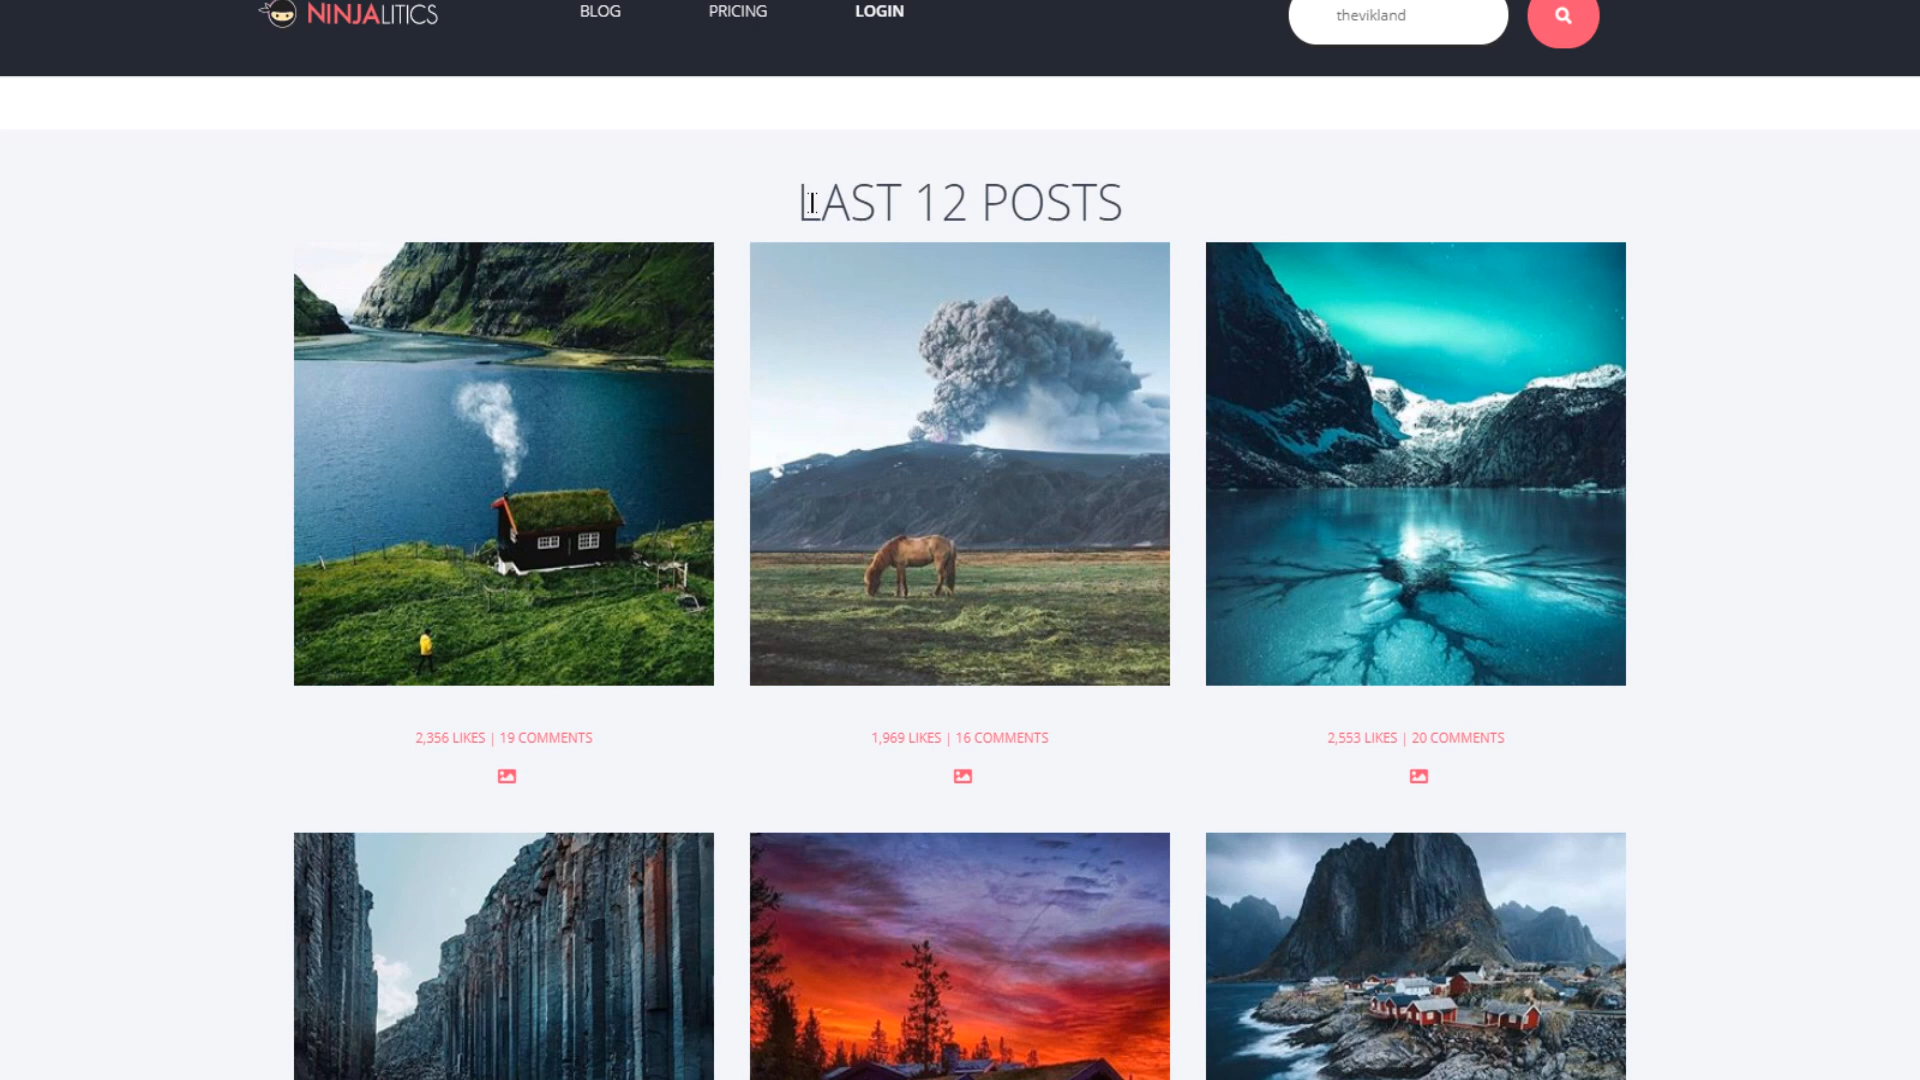 NINJALITICS
BLOG
PRICING
LOGIN
thevikland
LAST 12 POSTS
2,356 LIKES | 19 COMMENTS
1,969 LIKES | 16 COMMENTS
2,553 LIKES | 20 COMMENTS